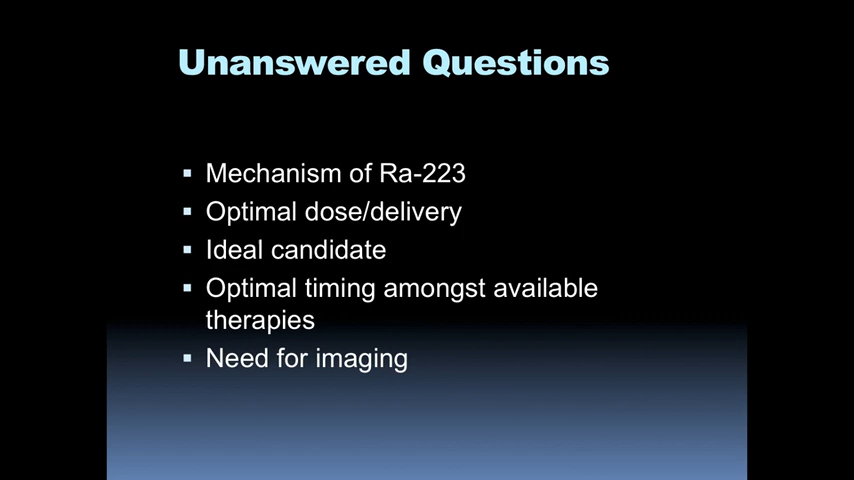 Unanswered Questions
▪ Mechanism of Ra-223
▪ Optimal dose/delivery
▪ Ideal candidate
▪ Optimal timing amongst available
therapies
▪ Need for imaging